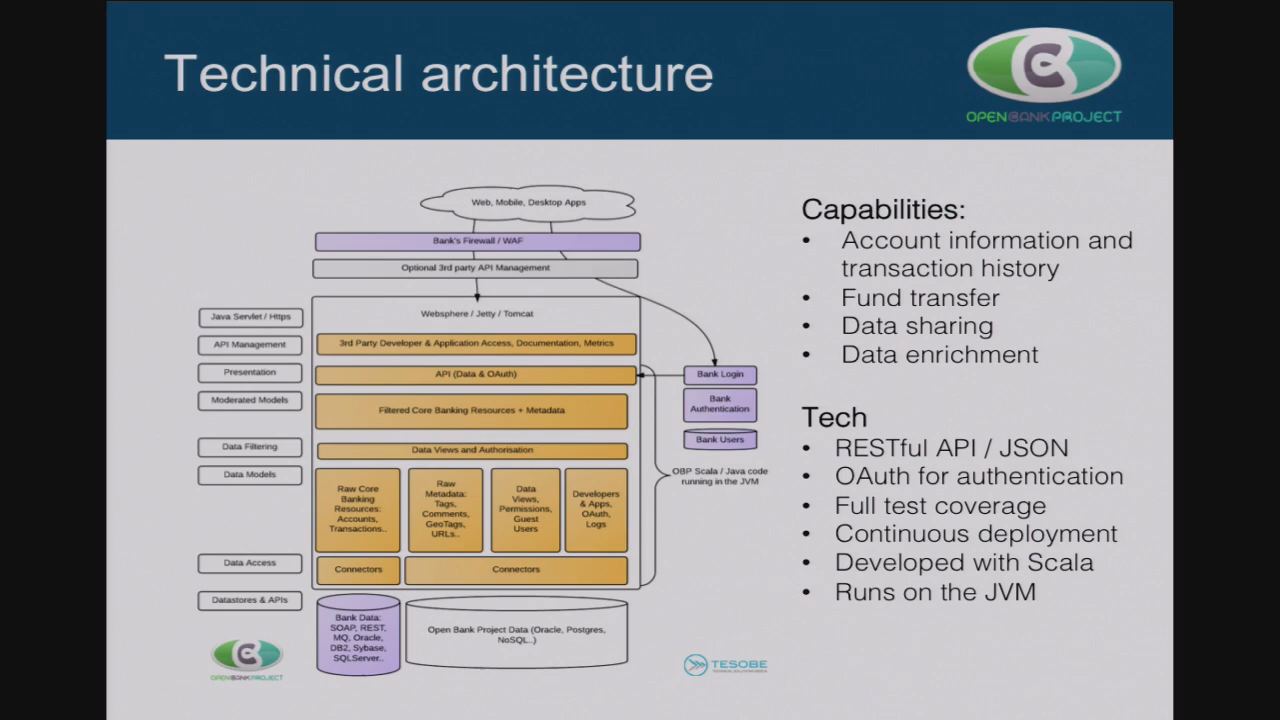 Technical architecture
OPENBANKPROJECT
Web, Mobile, Desktop Apps
Bank's Firewall / WAF
Optional 3rd party API Management
Websphere / Jetty / Tomcat
3rd Party Developer & Application Access, Documentation, Metrics
API (Data & OAuth)
Filtered Core Banking Resources + Metadata
Data Views and Authorisation
Raw Core
Banking
Resources:
Accounts,
Transactions..
Raw
Metadata:
Tags,
Comments,
GeoTags,
URLs..
Data
Views,
Permissions,
Guest
Users
Developers
& Apps,
OAuth,
Logs
Connectors
Connectors
Bank Data:
SOAP, REST,
MQ, Oracle,
DB2, Sybase,
SQLServer..
Open Bank Project Data (Oracle, Postgres,
NoSQL..)
Java Servlet / Https
API Management
Presentation
Moderated Models
Data Filtering
Data Models
Data Access
Datastores & APIs
Bank Login
Bank
Authentication
Bank Users
OBP Scala / Java code
running in the JVM
OPENBANKPROJECT
TESOBE
Capabilities:
• Account information and
transaction history
• Fund transfer
• Data sharing
• Data enrichment
Tech
• RESTful API / JSON
• OAuth for authentication
• Full test coverage
• Continuous deployment
• Developed with Scala
• Runs on the JVM